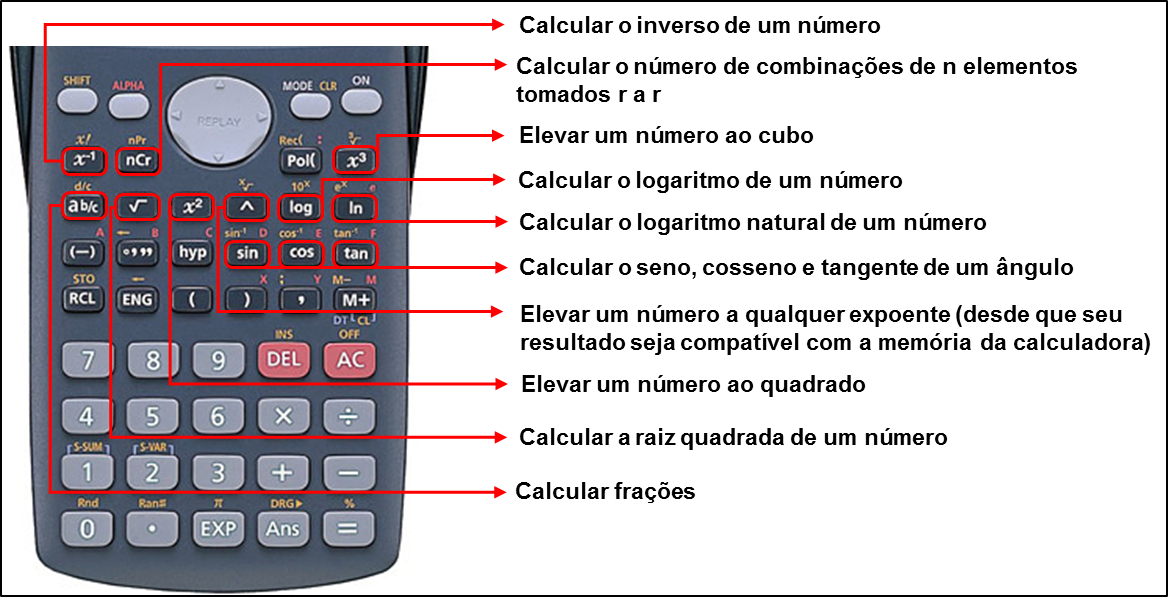 Calcular o inverso de um número
Calcular o número de combinações de n elementos
tomados r a r
Elevar um número ao cubo
Calcular o logaritmo de um número
Calcular o logaritmo natural de um número
Calcular o seno, cosseno e tangente de um ângulo
Elevar um número a qualquer expoente (desde que seu
resultado seja compatível com a memória da calculadora)
Elevar um número ao quadrado
Calcular a raiz quadrada de um número
Calcular frações
SHIFT ALPHA REPLAY MODE CLR ON
x! nPr Rec( : ³√
x⁻¹ nCr Pol( x³
d/c ˣ√ 10ˣ eˣ e
a b/c √ x² ^ log ln
A ← B C sin⁻¹ D cos⁻¹ E tan⁻¹ F
(−) °,,, hyp sin cos tan
STO ← X ; Y M− M
RCL ENG ( ) , M+
DT CL
INS OFF
7 8 9 DEL AC
4 5 6 × ÷
S-SUM S-VAR
1 2 3 + −
Rnd Ran# π DRG► %
0 · EXP Ans =